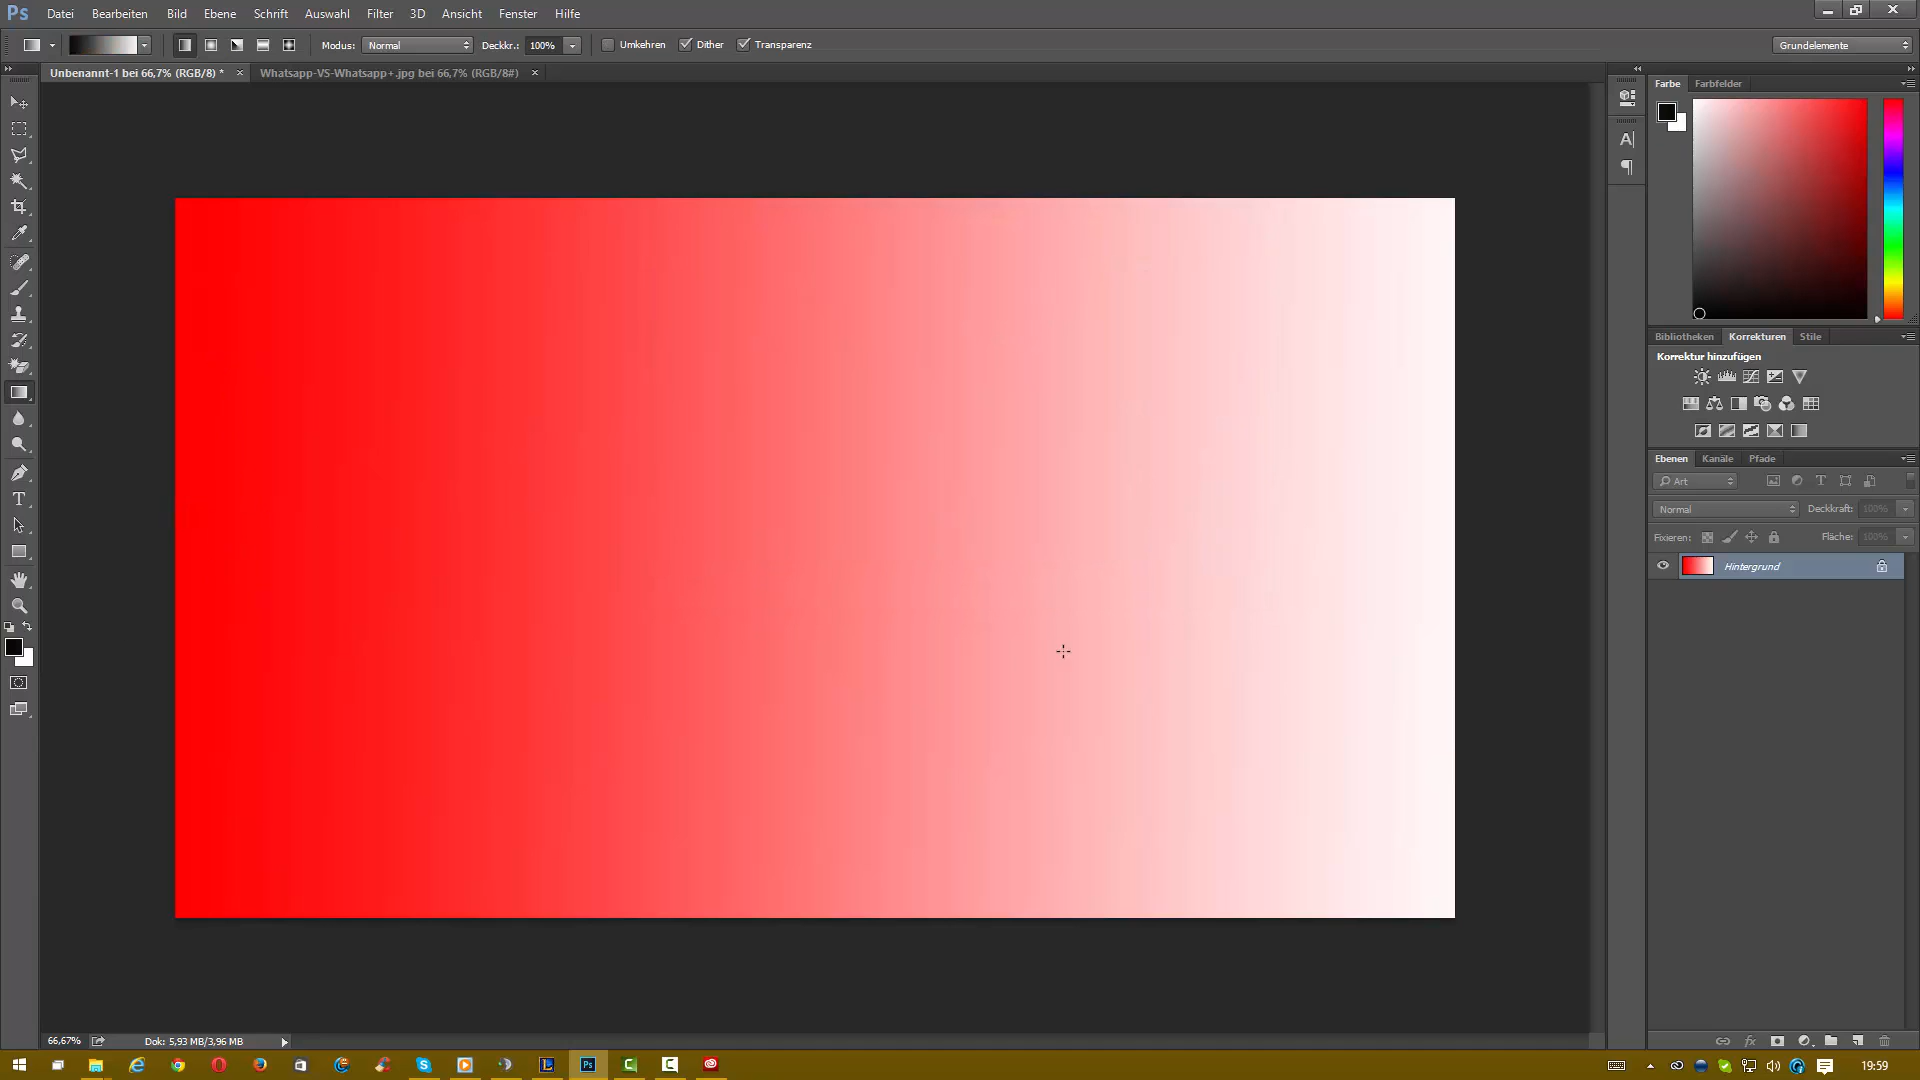 Ps Datei Bearbeiten Bild Ebene Schrift Auswahl Filter 3D Ansicht Fenster Hilfe
Modus: Normal Deckkr.: 100% Umkehren Dither Transparenz Grundelemente
Unbenannt-1 bei 66,7% (RGB/8) * × Whatsapp-VS-Whatsapp+.jpg bei 66,7% (RGB/8#) ×
Farbe Farbfelder
Bibliotheken Korrekturen Stile
Korrektur hinzufügen
Ebenen Kanäle Pfade
Art
Normal Deckkraft: 100%
Fixieren: Fläche: 100%
Hintergrund
66,67% Dok: 5,93 MB/3,96 MB
19:59